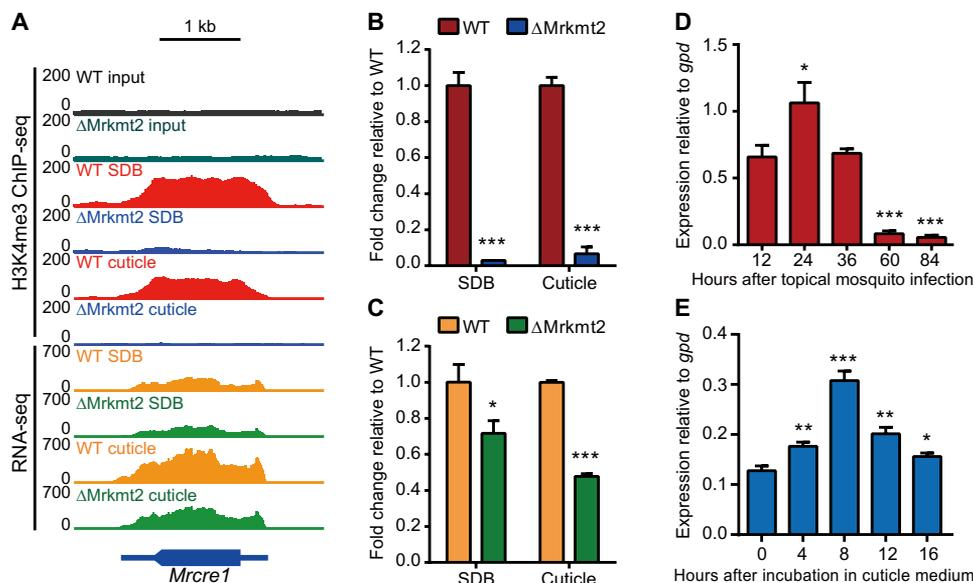 A
1 kb
H3K4me3 ChIP-seq
200 WT input
0
200 ΔMrkmt2 input
0
200 WT SDB
0
200 ΔMrkmt2 SDB
0
200 WT cuticle
0
200 ΔMrkmt2 cuticle
0
RNA-seq
700 WT SDB
0
700 ΔMrkmt2 SDB
0
700 WT cuticle
0
700 ΔMrkmt2 cuticle
0
Mrcre1
B
WT ΔMrkmt2
Fold change relative to WT
1.2
1.0
0.8
0.6
0.4
0.2
0.0
*** ***
SDB Cuticle
C
WT ΔMrkmt2
Fold change relative to WT
1.2
1.0
0.8
0.6
0.4
0.2
0.0
* ***
SDB Cuticle
D
Expression relative to gpd
1.5
1.0
0.5
0.0
* *** ***
12 24 36 60 84
Hours after topical mosquito infection
E
Expression relative to gpd
0.4
0.3
0.2
0.1
0.0
** *** ** *
0 4 8 12 16
Hours after incubation in cuticle medium